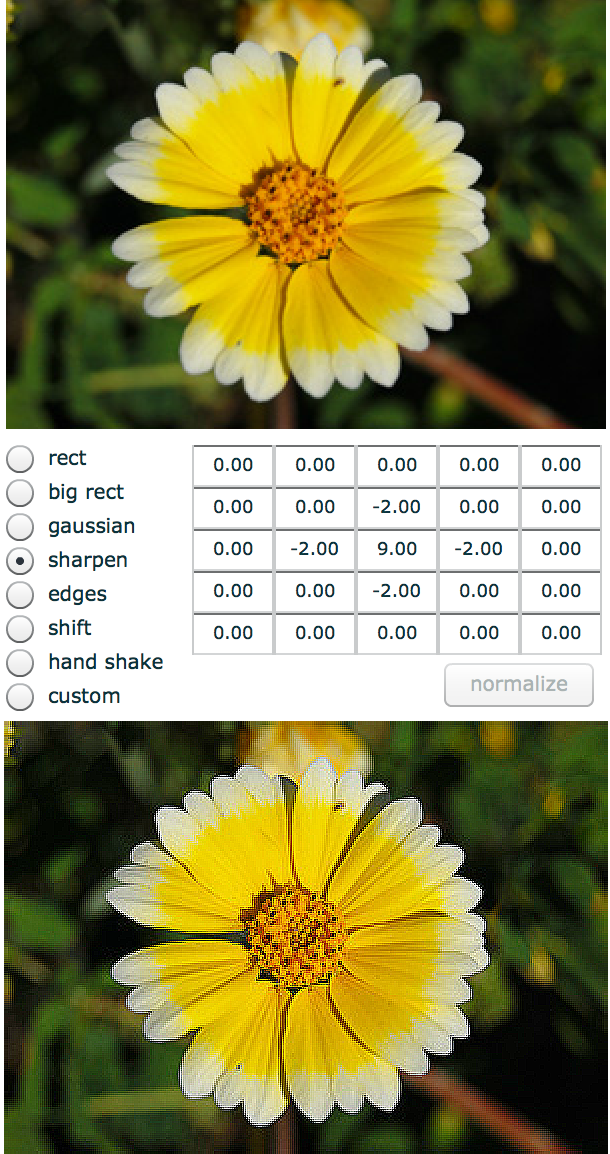 rect
big rect
gaussian
sharpen
edges
shift
hand shake
custom
0.00 0.00 0.00 0.00 0.00
0.00 0.00 -2.00 0.00 0.00
0.00 -2.00 9.00 -2.00 0.00
0.00 0.00 -2.00 0.00 0.00
0.00 0.00 0.00 0.00 0.00
normalize